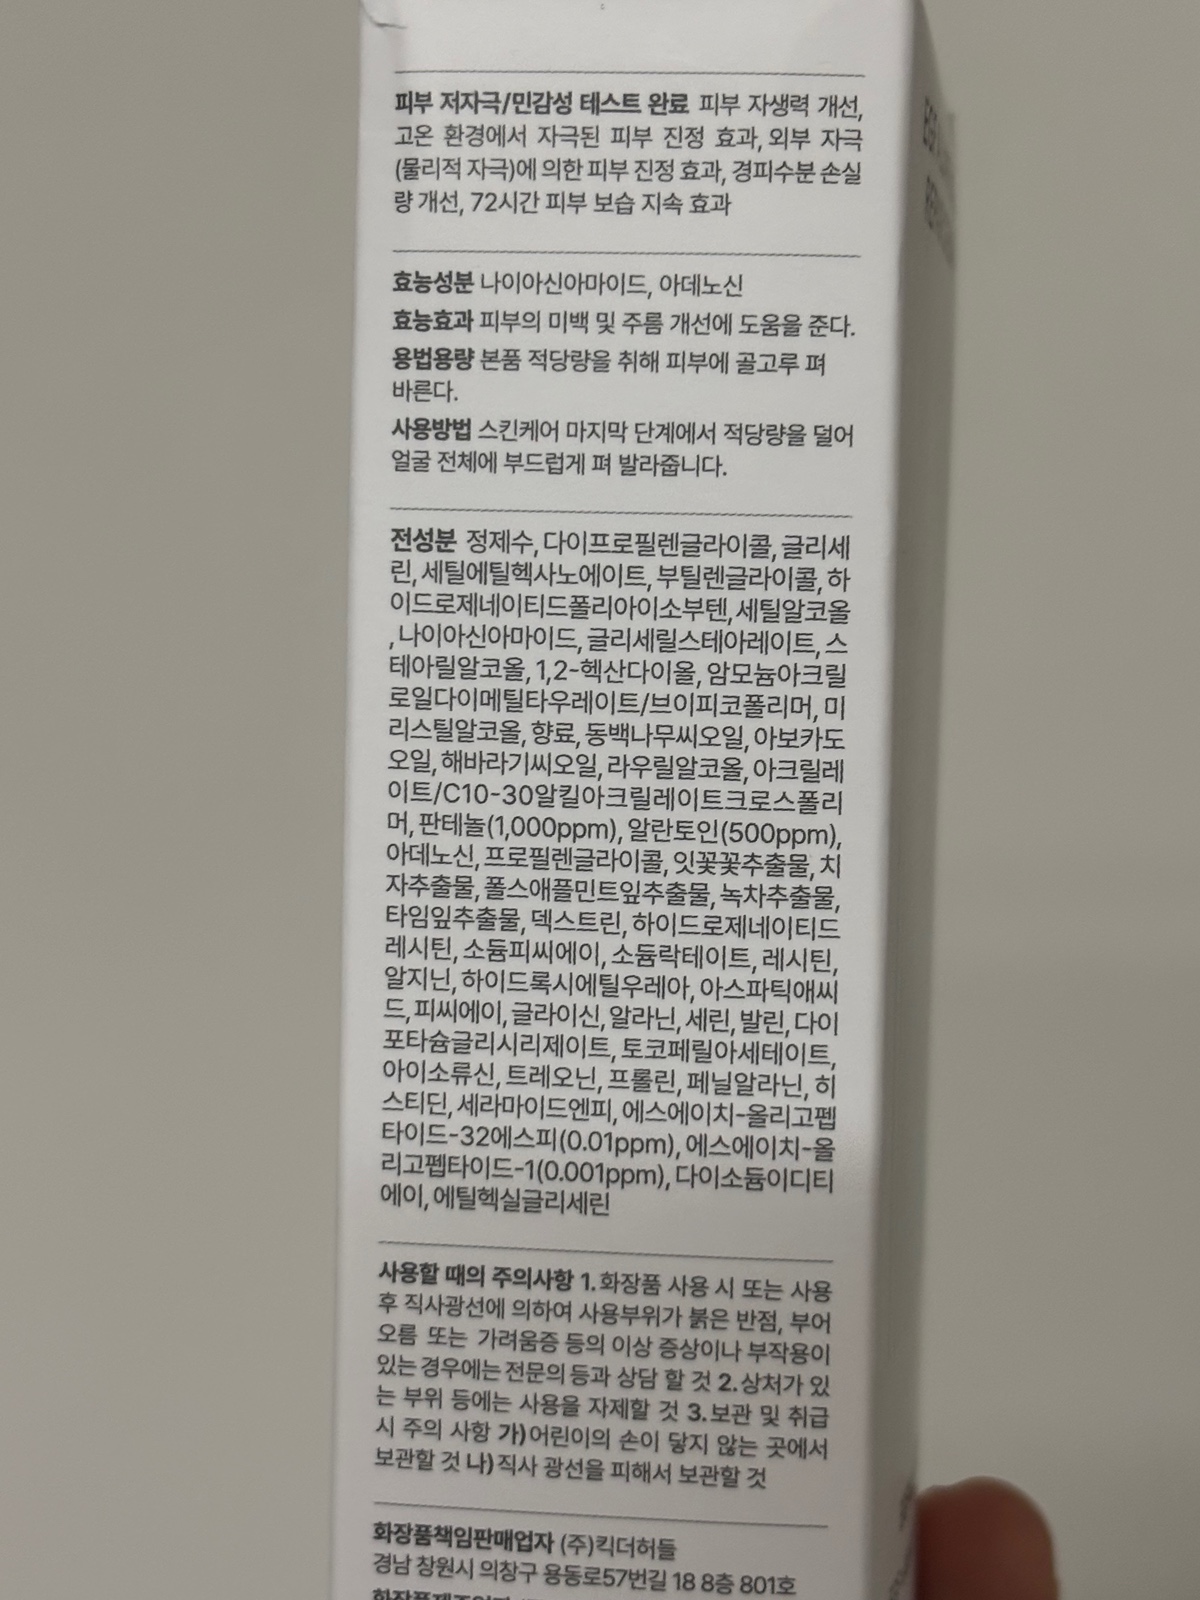 피부 저자극/민감성 테스트 완료 피부 자생력 개선,
고온 환경에서 자극된 피부 진정 효과, 외부 자극
(물리적 자극)에 의한 피부 진정 효과, 경피수분 손실
량 개선, 72시간 피부 보습 지속 효과
효능성분 나이아신아마이드, 아데노신
효능효과 피부의 미백 및 주름 개선에 도움을 준다.
용법용량 본품 적당량을 취해 피부에 골고루 펴
바른다.
사용방법 스킨케어 마지막 단계에서 적당량을 덜어
얼굴 전체에 부드럽게 펴 발라줍니다.
전성분 정제수, 다이프로필렌글라이콜, 글리세
린, 세틸에틸헥사노에이트, 부틸렌글라이콜, 하
이드로제네이티드폴리아이소부텐, 세틸알코올
, 나이아신아마이드, 글리세릴스테아레이트, 스
테아릴알코올, 1,2-헥산다이올, 암모늄아크릴
로일다이메틸타우레이트/브이피코폴리머, 미
리스틸알코올, 향료, 동백나무씨오일, 아보카도
오일, 해바라기씨오일, 라우릴알코올, 아크릴레
이트/C10-30알킬아크릴레이트크로스폴리
머, 판테놀(1,000ppm), 알란토인(500ppm),
아데노신, 프로필렌글라이콜, 잇꽃꽃추출물, 치
자추출물, 폴스애플민트잎추출물, 녹차추출물,
타임잎추출물, 덱스트린, 하이드로제네이티드
레시틴, 소듐피씨에이, 소듐락테이트, 레시틴,
알지닌, 하이드록시에틸우레아, 아스파틱애씨
드, 피씨에이, 글라이신, 알라닌, 세린, 발린, 다이
포타슘글리시리제이트, 토코페릴아세테이트,
아이소류신, 트레오닌, 프롤린, 페닐알라닌, 히
스티딘, 세라마이드엔피, 에스에이치-올리고펩
타이드-32에스피(0.01ppm), 에스에이치-올
리고펩타이드-1(0.001ppm), 다이소듐이디티
에이, 에틸헥실글리세린
사용할 때의 주의사항 1. 화장품 사용 시 또는 사용
후 직사광선에 의하여 사용부위가 붉은 반점, 부어
오름 또는 가려움증 등의 이상 증상이나 부작용이
있는 경우에는 전문의 등과 상담 할 것 2. 상처가 있
는 부위 등에는 사용을 자제할 것 3. 보관 및 취급
시 주의 사항 가) 어린이의 손이 닿지 않는 곳에서
보관할 것 나) 직사 광선을 피해서 보관할 것
화장품책임판매업자 (주)킥더허들
경남 창원시 의창구 용동로57번길 18 8층 801호